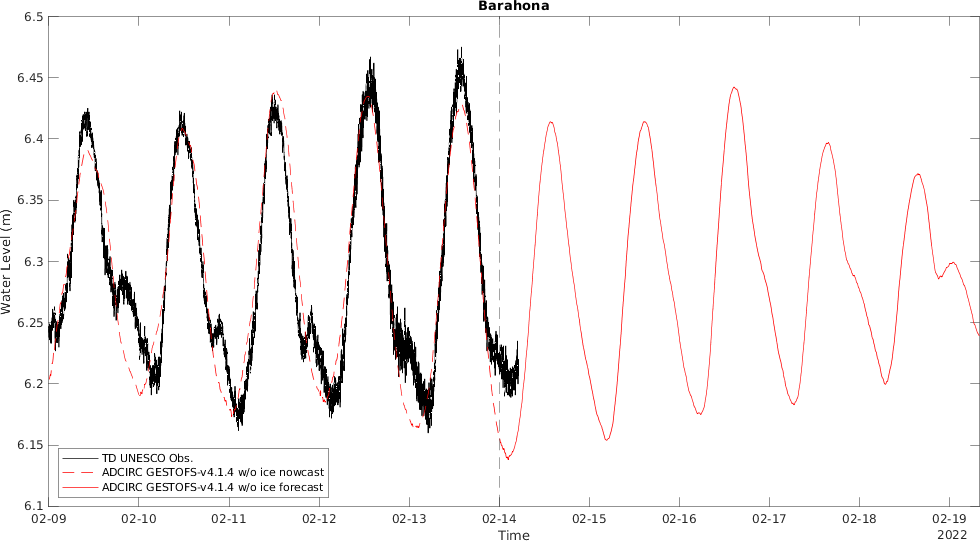 Barahona
6.5
6.45
6.4
6.35
6.3
6.25
6.2
6.15
6.1
Water Level (m)
TD UNESCO Obs.
ADCIRC GESTOFS-v4.1.4 w/o ice nowcast
ADCIRC GESTOFS-v4.1.4 w/o ice forecast
02-09 02-10 02-11 02-12 02-13 02-14 02-15 02-16 02-17 02-18 02-19
Time
2022